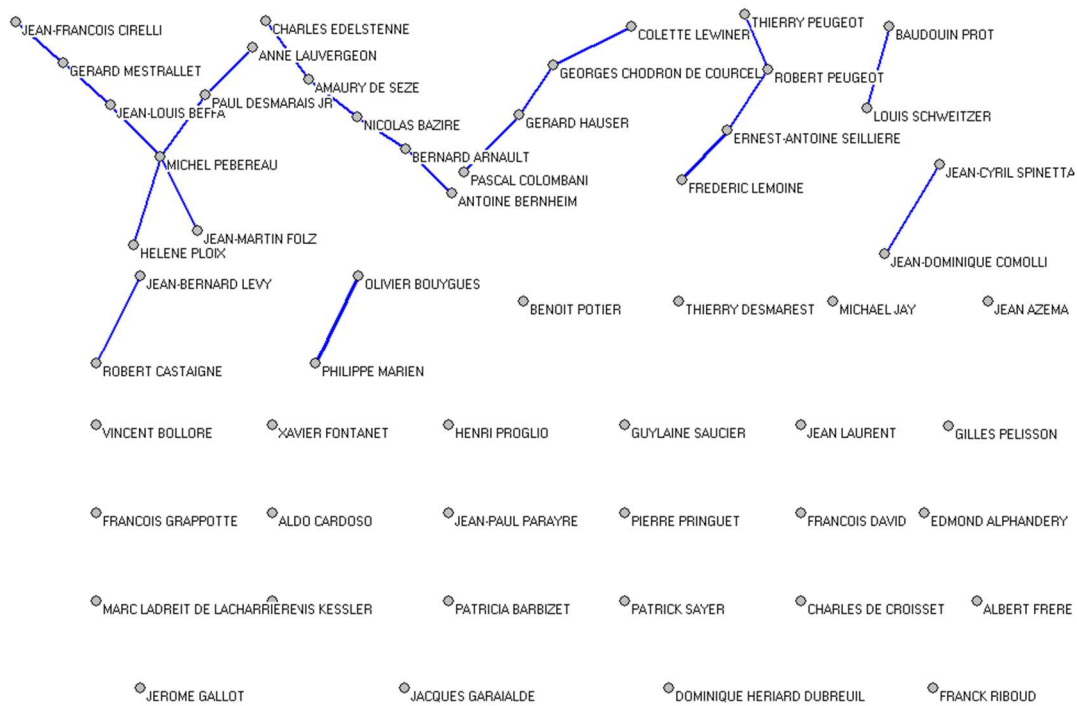 JEAN-FRANCOIS CIRELLI
CHARLES EDELSTENNE
COLETTE LEWINER
THIERRY PEUGEOT
BAUDOUIN PROT
ANNE LAUVERGEON
GERARD MESTRALLET
GEORGES CHODRON DE COURCEL
ROBERT PEUGEOT
AMAURY DE SEZE
PAUL DESMARAIS JR
JEAN-LOUIS BEFFA
LOUIS SCHWEITZER
NICOLAS BAZIRE
GERARD HAUSER
ERNEST-ANTOINE SEILLIERE
BERNARD ARNAULT
MICHEL PEBEREAU
PASCAL COLOMBANI
JEAN-CYRIL SPINETTA
FREDERIC LEMOINE
ANTOINE BERNHEIM
JEAN-MARTIN FOLZ
HELENE PLOIX
JEAN-DOMINIQUE COMOLLI
JEAN-BERNARD LEVY
OLIVIER BOUYGUES
BENOIT POTIER
THIERRY DESMAREST
MICHAEL JAY
JEAN AZEMA
ROBERT CASTAIGNE
PHILIPPE MARIEN
VINCENT BOLLORE
XAVIER FONTANET
HENRI PROGLIO
GUYLAINE SAUCIER
JEAN LAURENT
GILLES PELISSON
FRANCOIS GRAPPOTTE
ALDO CARDOSO
JEAN-PAUL PARAYRE
PIERRE PRINGUET
FRANCOIS DAVID
EDMOND ALPHANDERY
MARC LADREIT DE LACHARRIERE
KESSLER
PATRICIA BARBIZET
PATRICK SAYER
CHARLES DE CROISSET
ALBERT FRERE
JEROME GALLOT
JACQUES GARAIALDE
DOMINIQUE HERIARD DUBREUIL
FRANCK RIBOUD